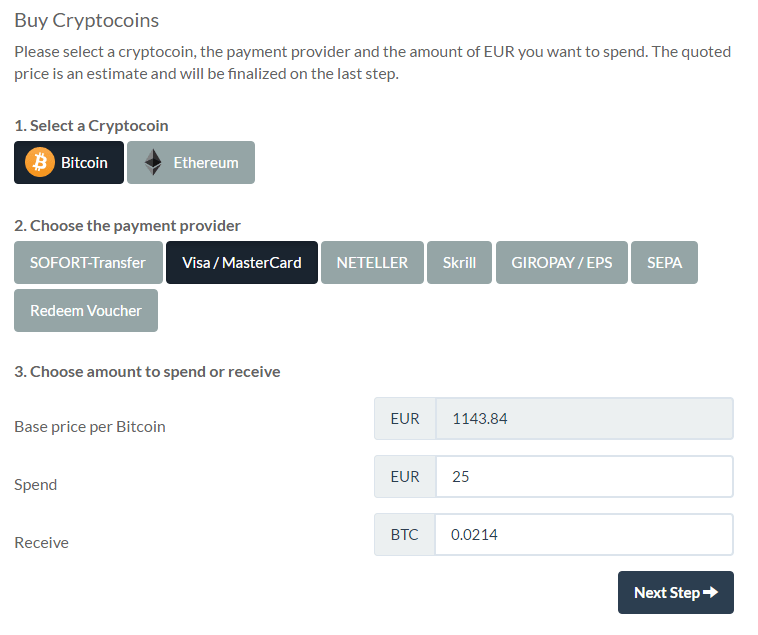 Buy Cryptocoins
Please select a cryptocoin, the payment provider and the amount of EUR you want to spend. The quoted
price is an estimate and will be finalized on the last step.
1. Select a Cryptocoin
Bitcoin Ethereum
2. Choose the payment provider
SOFORT-Transfer Visa / MasterCard NETELLER Skrill GIROPAY / EPS SEPA
Redeem Voucher
3. Choose amount to spend or receive
Base price per Bitcoin EUR 1143.84
Spend EUR 25
Receive BTC 0.0214
Next Step